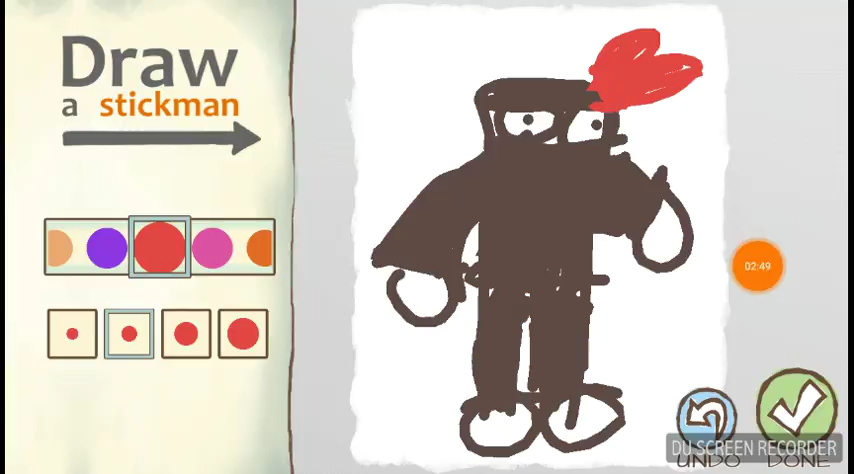 Draw
a stickman
02:49
DU SCREEN RECORDER
UNDO DONE